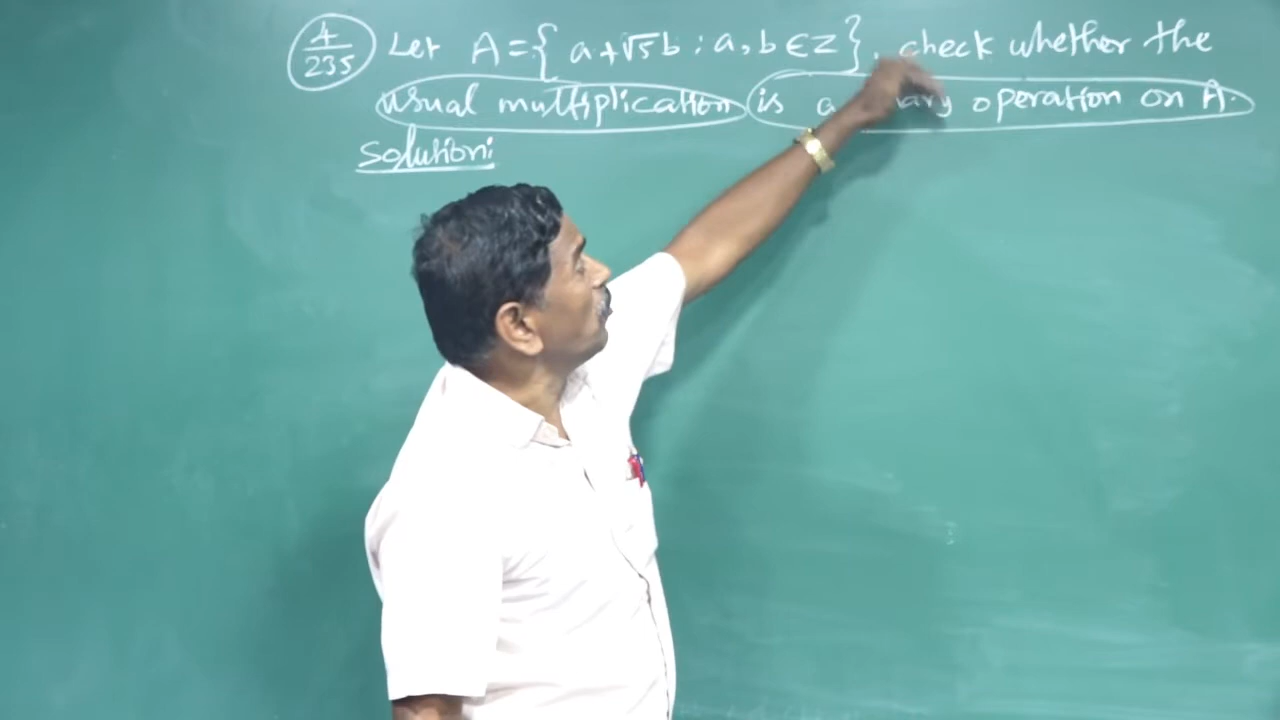 4/235 Let A = { a+√5b : a, b ∈ Z }. check whether the
usual multiplication is a operation on A.
Solution: